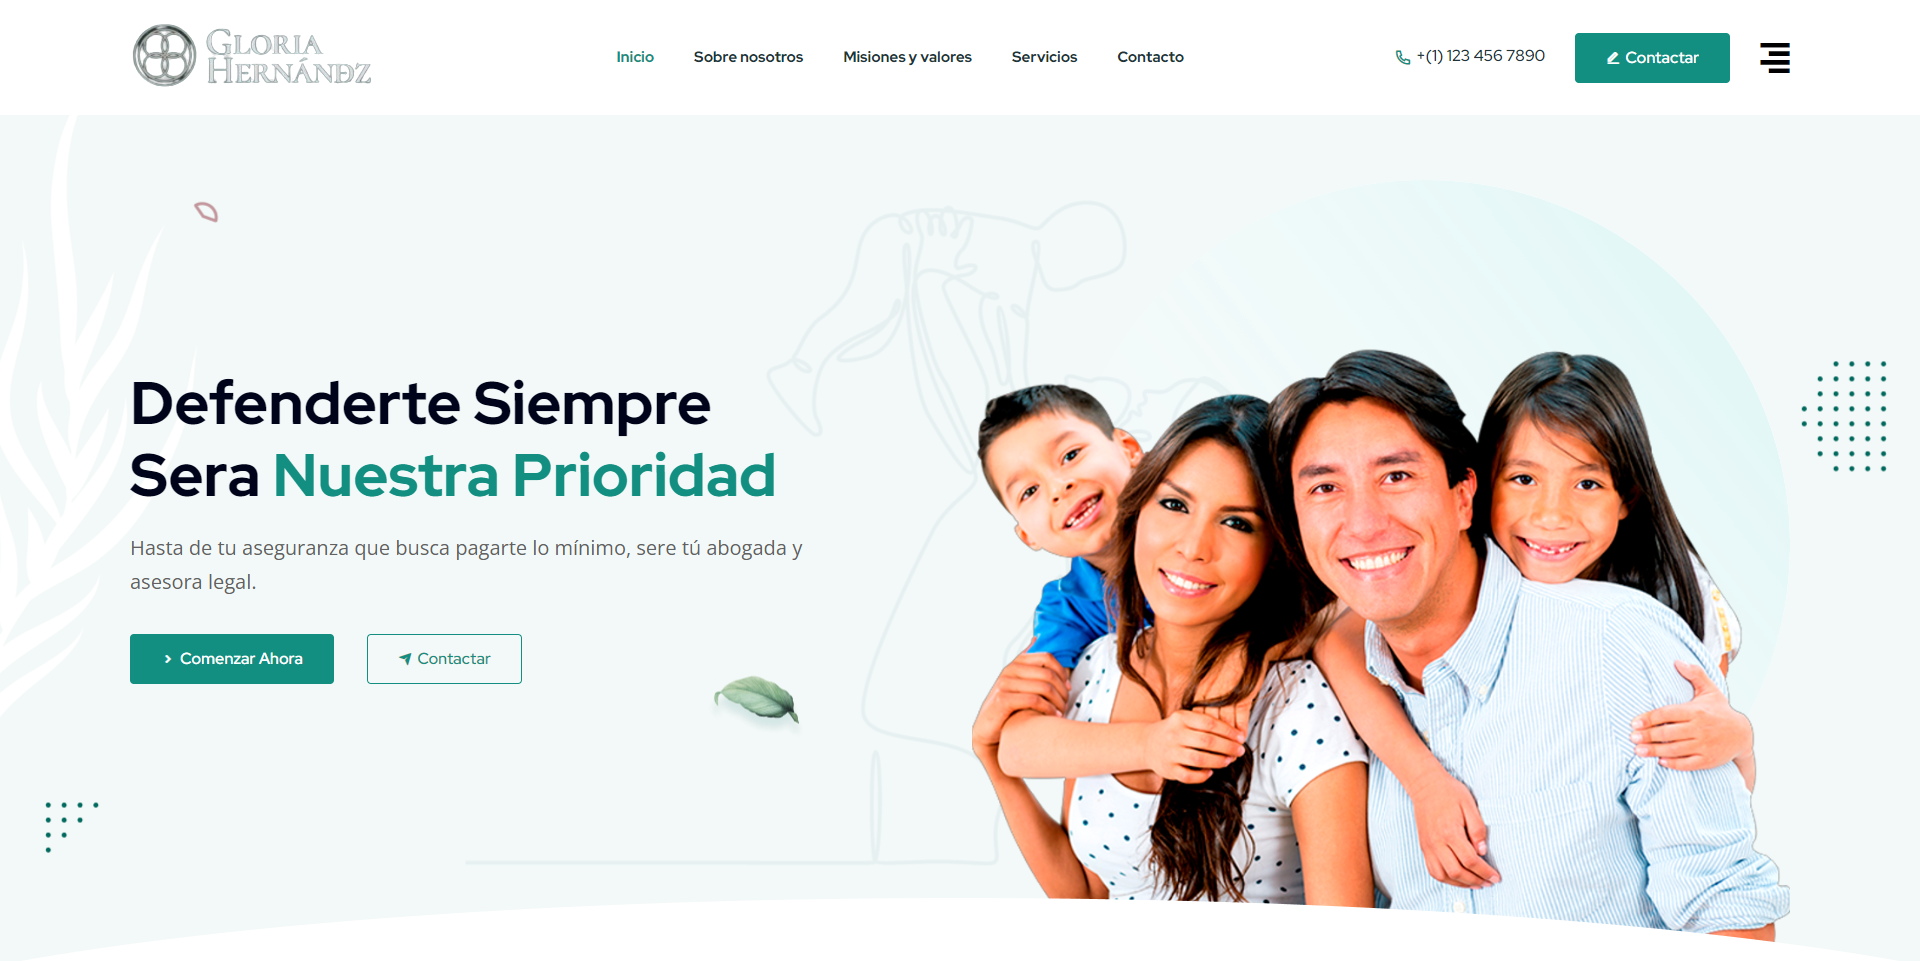 GLORIA
HERNÁNDZ
Inicio
Sobre nosotros
Misiones y valores
Servicios
Contacto
+(1) 123 456 7890
Contactar
Defenderte Siempre
Sera Nuestra Prioridad
Hasta de tu aseguranza que busca pagarte lo mínimo, sere tú abogada y
asesora legal.
Comenzar Ahora
Contactar